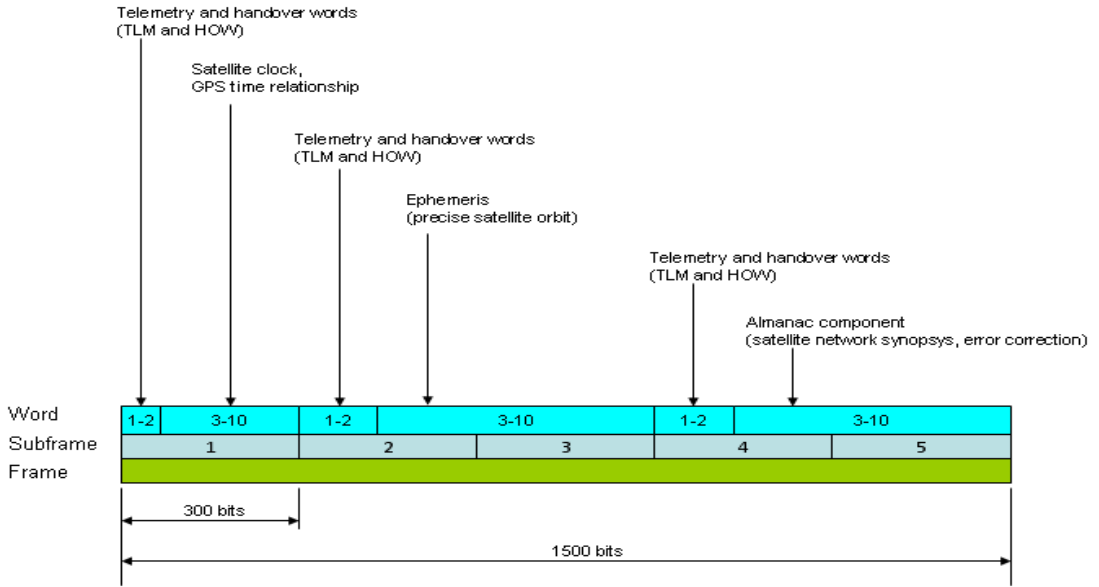 Telemetry and handover words
(TLM and HOW)
Satellite clock,
GPS time relationship
Telemetry and handover words
(TLM and HOW)
Ephemeris
(precise satellite orbit)
Telemetry and handover words
(TLM and HOW)
Almanac component
(satellite network synopsys, error correction)
Word 1-2 3-10 1-2 3-10 1-2 3-10
Subframe 1 2 3 4 5
Frame
300 bits
1500 bits